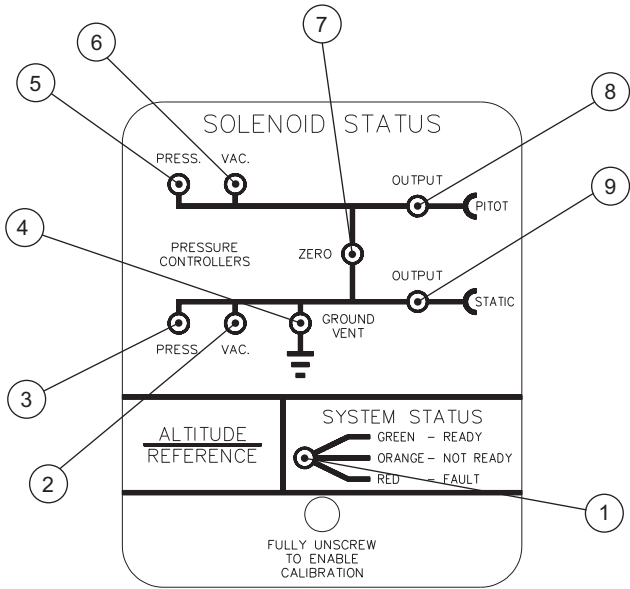 7
6
5
8
SOLENOID STATUS
PRESS. VAC.
OUTPUT
9
PITOT
4
PRESSURE
CONTROLLERS
ZERO
OUTPUT
STATIC
GROUND
VENT
PRESS. VAC.
3
SYSTEM STATUS
ALTITUDE
REFERENCE
GREEN - READY
ORANGE - NOT READY
RED - FAULT
2
1
FULLY UNSCREW
TO ENABLE
CALIBRATION